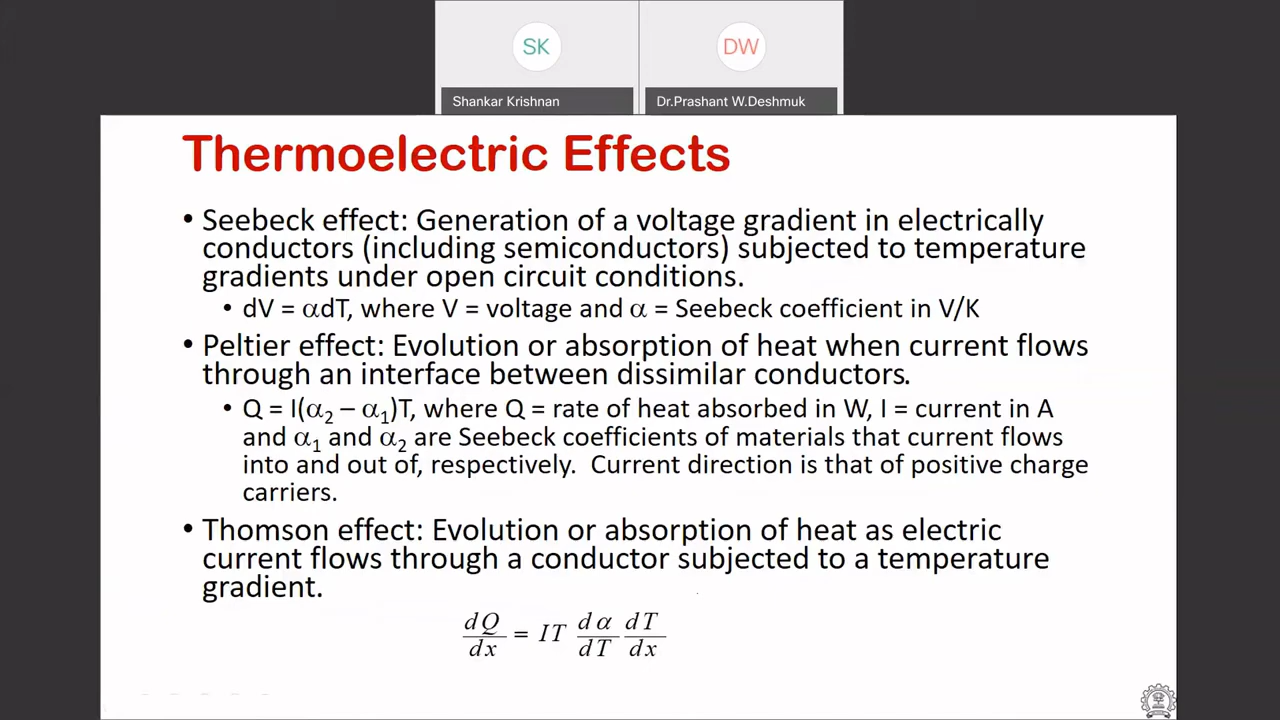 SK
DW
Shankar Krishnan
Dr.Prashant W.Deshmuk
Thermoelectric Effects
• Seebeck effect: Generation of a voltage gradient in electrically
conductors (including semiconductors) subjected to temperature
gradients under open circuit conditions.
• dV = αdT, where V = voltage and α = Seebeck coefficient in V/K
• Peltier effect: Evolution or absorption of heat when current flows
through an interface between dissimilar conductors.
• Q = I(α₂ – α₁)T, where Q = rate of heat absorbed in W, I = current in A
and α₁ and α₂ are Seebeck coefficients of materials that current flows
into and out of, respectively.  Current direction is that of positive charge
carriers.
• Thomson effect: Evolution or absorption of heat as electric
current flows through a conductor subjected to a temperature
gradient.
dQ/dx = IT dα/dT dT/dx